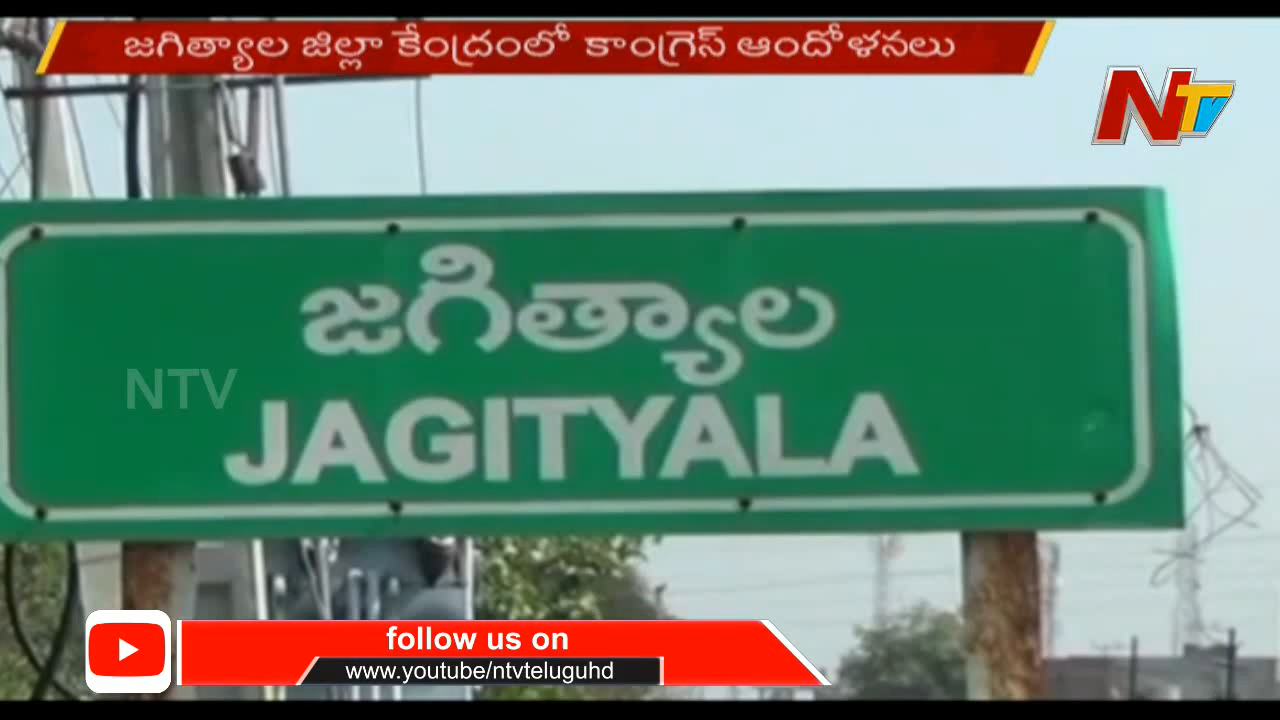 జగిత్యాల జిల్లా కేంద్రంలో కాంగ్రెస్ ఆందోళనలు
NTV
జగిత్యాల
NTV
JAGITYALA
follow us on
www.youtube/ntvteluguhd